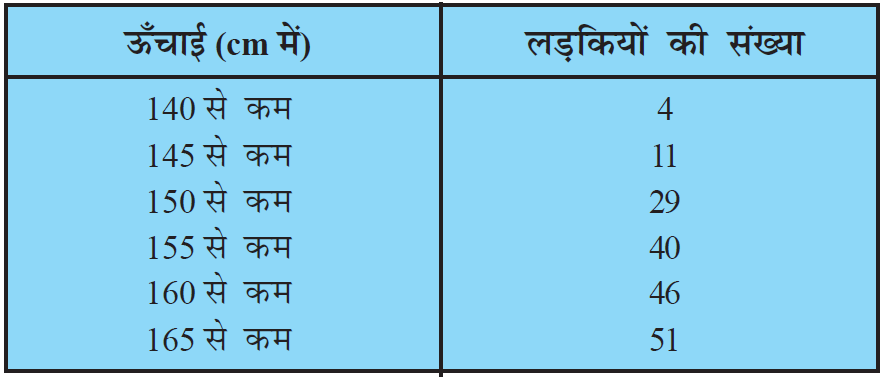 ऊँचाई (cm में) लड़कियों की संख्या
140 से कम 4
145 से कम 11
150 से कम 29
155 से कम 40
160 से कम 46
165 से कम 51